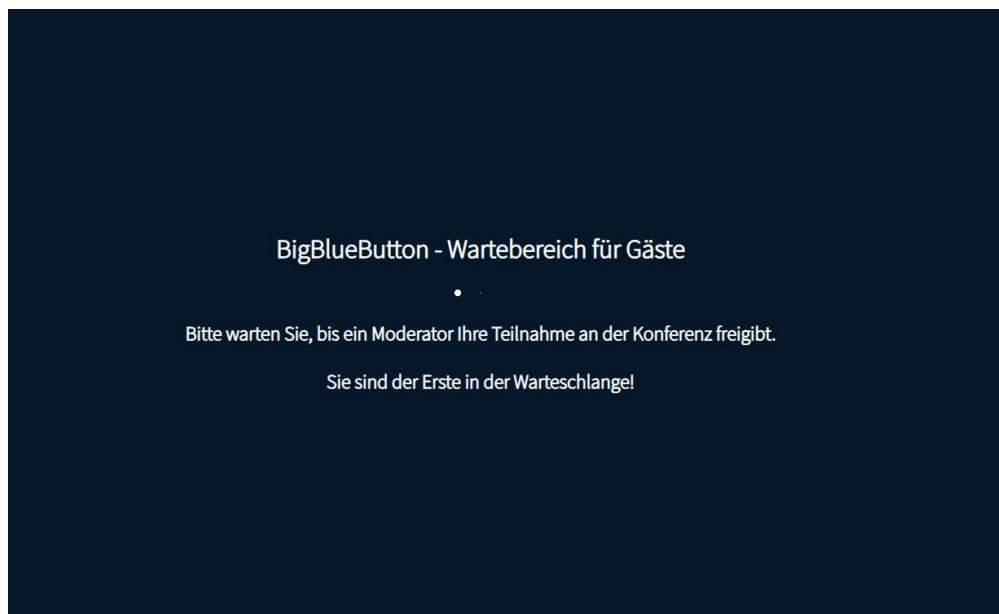 BigBlueButton - Wartebereich für Gäste
Bitte warten Sie, bis ein Moderator Ihre Teilnahme an der Konferenz freigibt.
Sie sind der Erste in der Warteschlange!